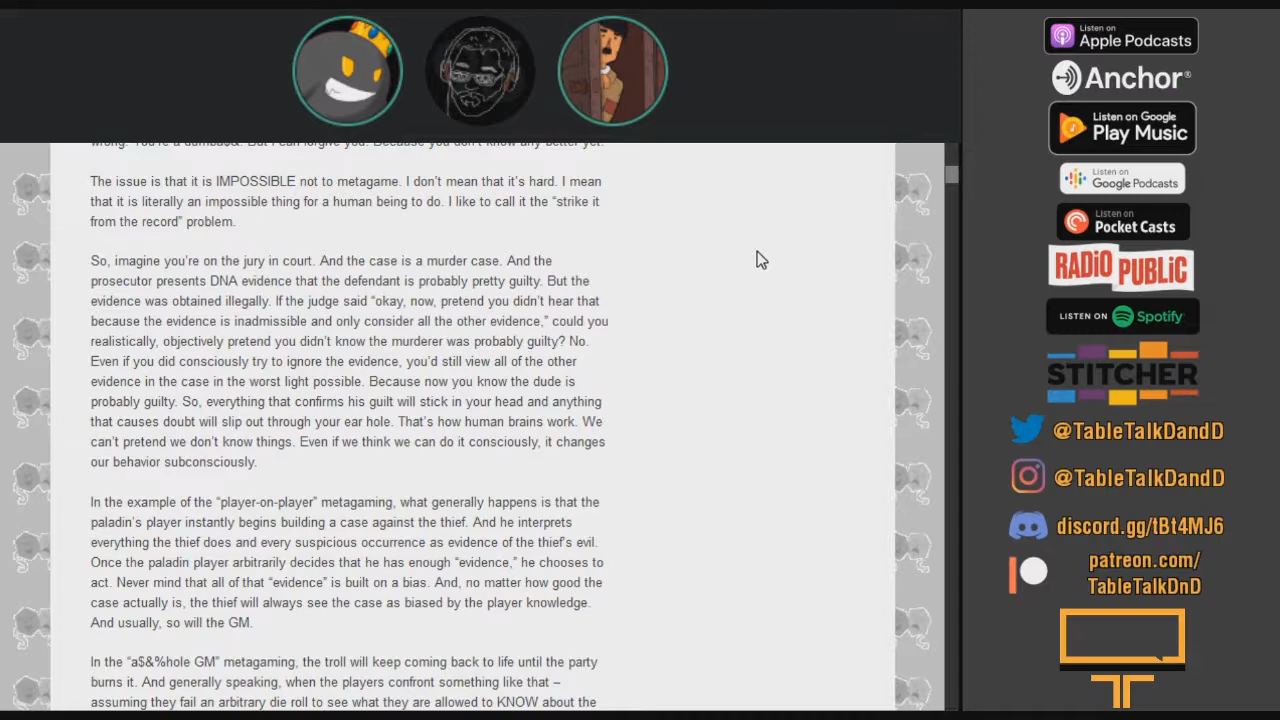 wrong. You're a dumba$&. But I can forgive you. Because you don't know any better yet.
The issue is that it is IMPOSSIBLE not to metagame. I don't mean that it's hard. I mean
that it is literally an impossible thing for a human being to do. I like to call it the “strike it
from the record” problem.
So, imagine you're on the jury in court. And the case is a murder case. And the
prosecutor presents DNA evidence that the defendant is probably pretty guilty. But the
evidence was obtained illegally. If the judge said “okay, now, pretend you didn't hear that
because the evidence is inadmissible and only consider all the other evidence,” could you
realistically, objectively pretend you didn't know the murderer was probably guilty? No.
Even if you did consciously try to ignore the evidence, you'd still view all of the other
evidence in the case in the worst light possible. Because now you know the dude is
probably guilty. So, everything that confirms his guilt will stick in your head and anything
that causes doubt will slip out through your ear hole. That's how human brains work. We
can't pretend we don't know things. Even if we think we can do it consciously, it changes
our behavior subconsciously.
In the example of the “player-on-player” metagaming, what generally happens is that the
paladin's player instantly begins building a case against the thief. And he interprets
everything the thief does and every suspicious occurrence as evidence of the thief's evil.
Once the paladin player arbitrarily decides that he has enough “evidence,” he chooses to
act. Never mind that all of that “evidence” is built on a bias. And, no matter how good the
case actually is, the thief will always see the case as biased by the player knowledge.
And usually, so will the GM.
In the “a$&%hole GM” metagaming, the troll will keep coming back to life until the party
burns it. And generally speaking, when the players confront something like that –
assuming they fail an arbitrary die roll to see what they are allowed to KNOW about the
Listen on
Apple Podcasts
Anchor®
Listen on Google
Play Music
Listen on
Google Podcasts
Listen on
Pocket Casts
RADIO PUBLIC
LISTEN ON Spotify
STITCHER
@TableTalkDandD
@TableTalkDandD
discord.gg/tBt4MJ6
patreon.com/
TableTalkDnD